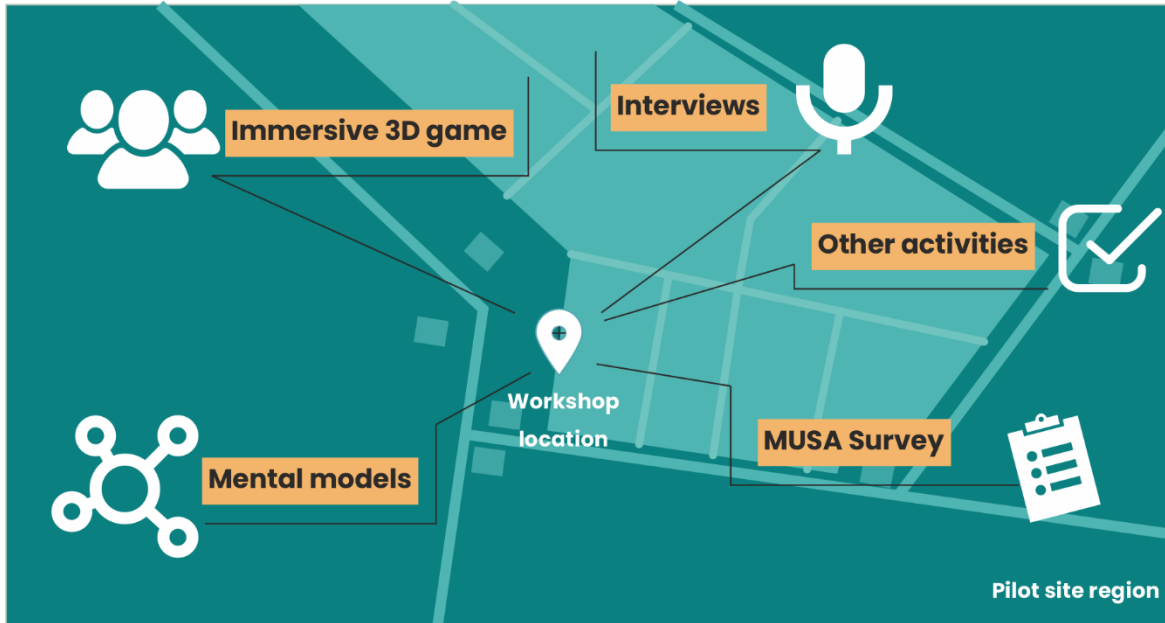 Interviews
Immersive 3D game
Other activities
Workshop
location
MUSA Survey
Mental models
Pilot site region